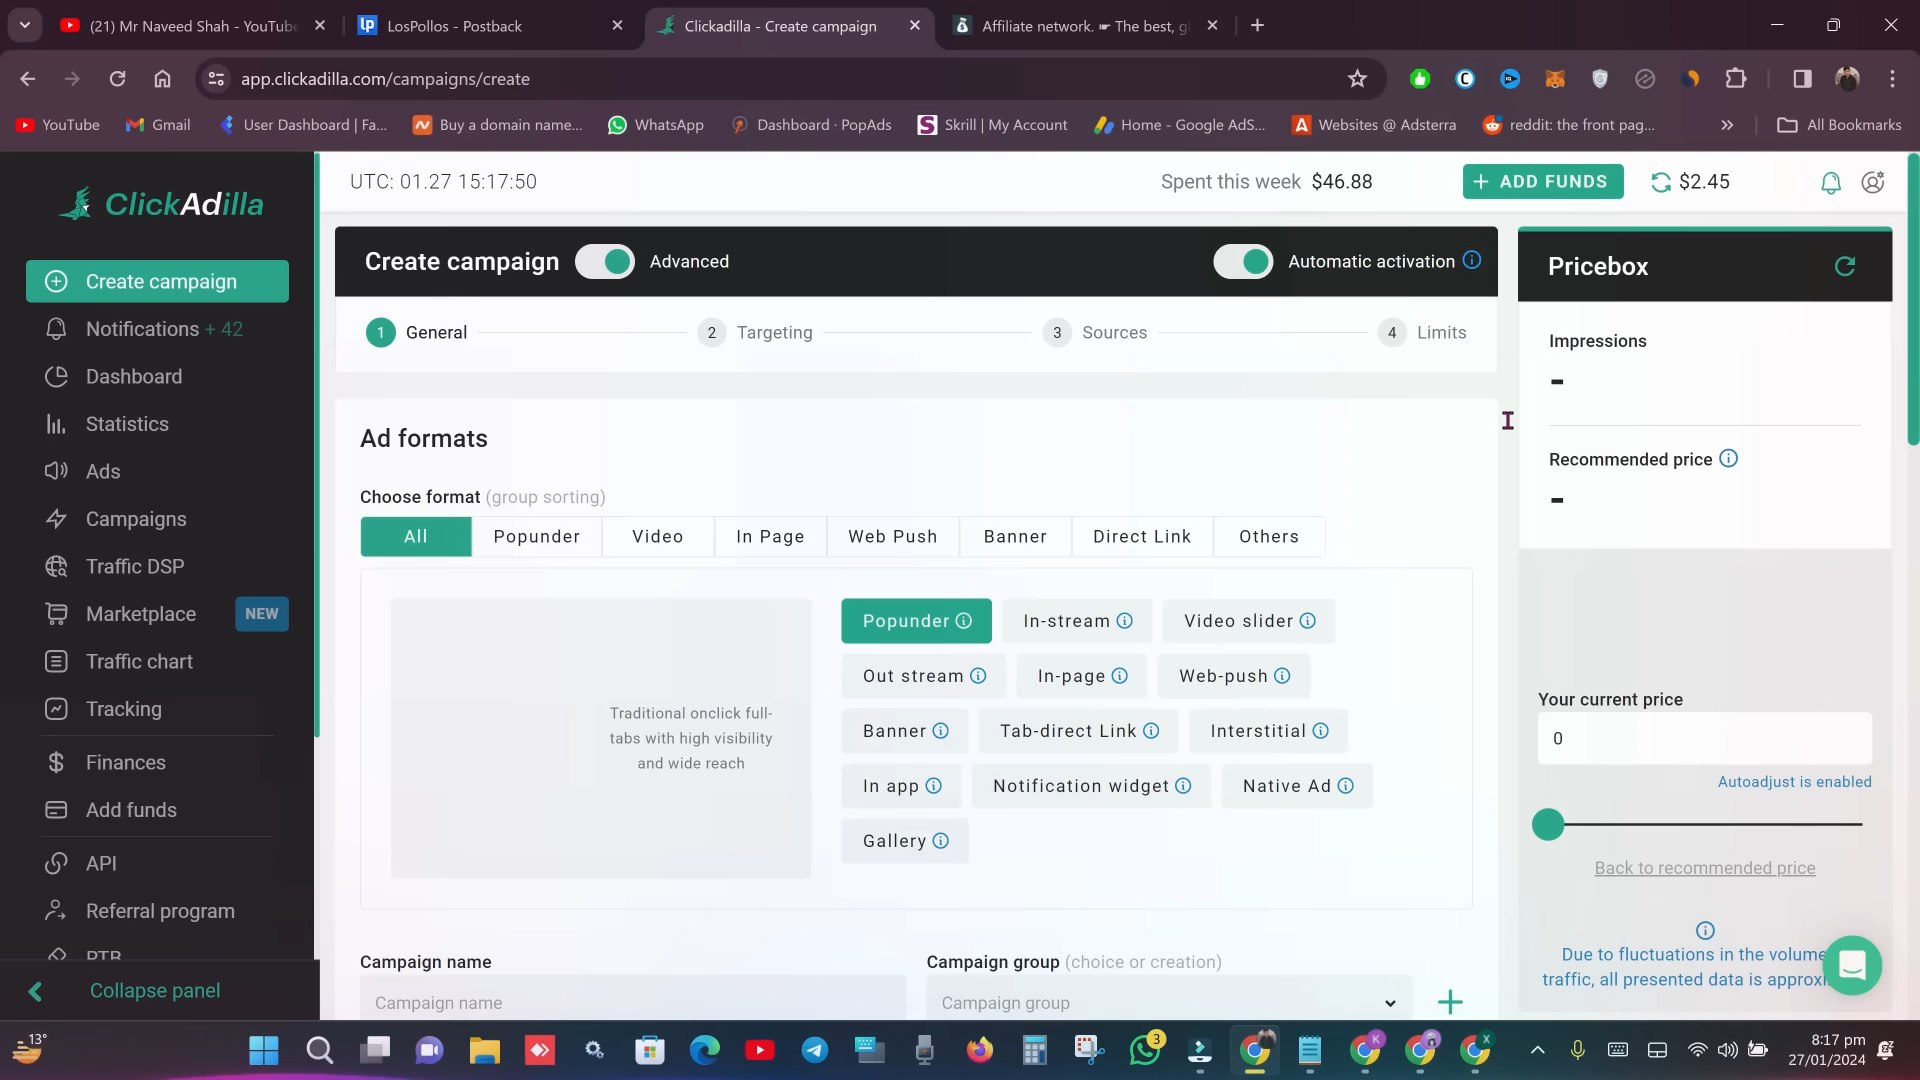 (21) Mr Naveed Shah - YouTube
LosPollos - Postback
Clickadilla - Create campaign
Affiliate network. ☛ The best, g
app.clickadilla.com/campaigns/create
YouTube
Gmail
User Dashboard | Fa...
Buy a domain name...
WhatsApp
Dashboard · PopAds
Skrill | My Account
Home - Google AdS...
Websites @ Adsterra
reddit: the front pag...
All Bookmarks
ClickAdilla
UTC: 01.27 15:17:50
Spent this week $46.88
+ ADD FUNDS
$2.45
Create campaign
Notifications + 42
Dashboard
Statistics
Ads
Campaigns
Traffic DSP
Marketplace NEW
Traffic chart
Tracking
Finances
Add funds
API
Referral program
RTB
Collapse panel
Create campaign
Advanced
Automatic activation
1 General
2 Targeting
3 Sources
4 Limits
Ad formats
Choose format (group sorting)
All
Popunder
Video
In Page
Web Push
Banner
Direct Link
Others
Traditional onclick full-
tabs with high visibility
and wide reach
Popunder
In-stream
Video slider
Out stream
In-page
Web-push
Banner
Tab-direct Link
Interstitial
In app
Notification widget
Native Ad
Gallery
Campaign name
Campaign name
Campaign group (choice or creation)
Campaign group
Pricebox
Impressions
-
Recommended price
-
Your current price
0
Autoadjust is enabled
Back to recommended price
Due to fluctuations in the volume
traffic, all presented data is approxi
13°
3
8:17 pm
27/01/2024